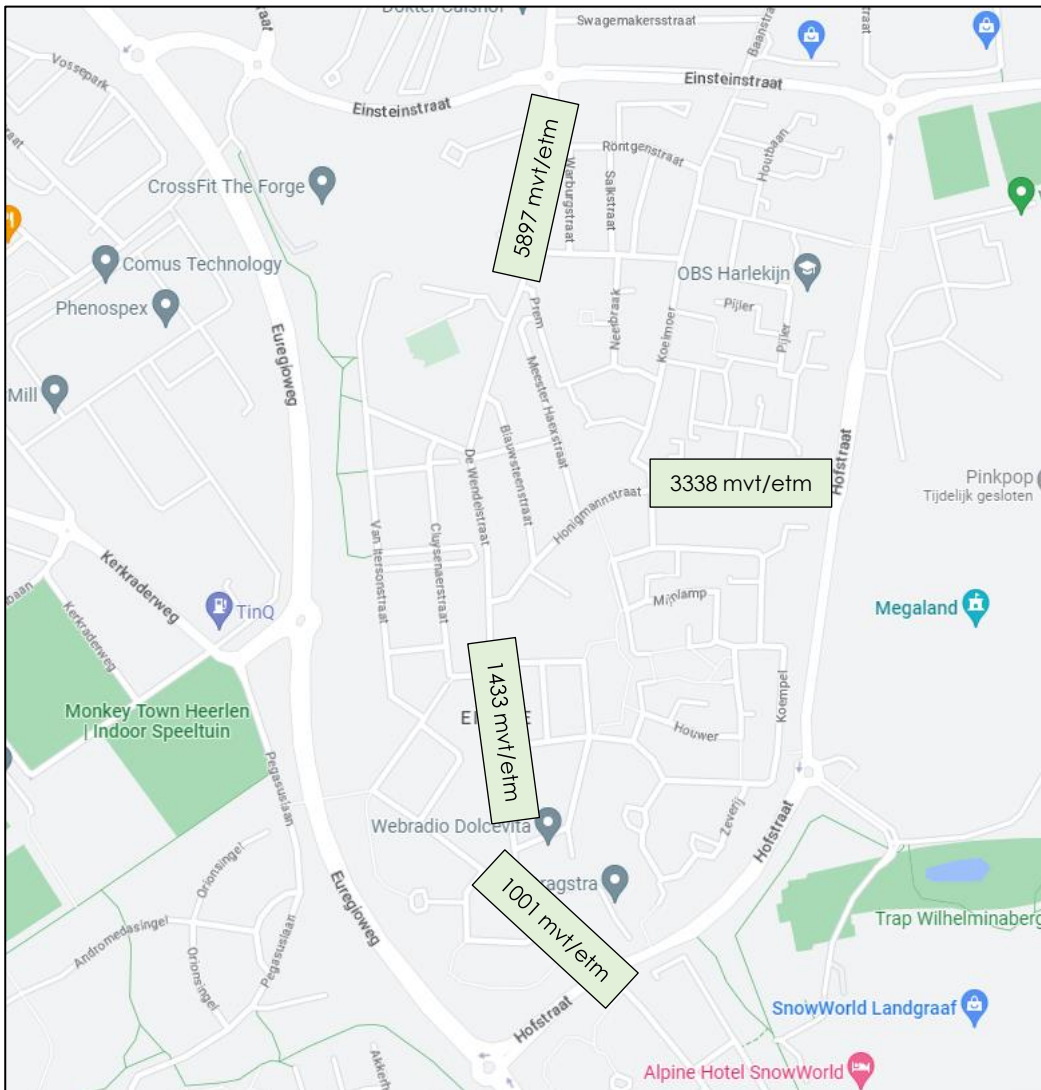 Dokter Calshof
Swagemakersstraat
Baanstraat
Vossepark
Einsteinstraat
Einsteinstraat
5897 mvt/etm
Röntgenstraat
Houtbaan
CrossFit The Forge
Warburgstraat
Salkstraat
Comus Technology
OBS Harlekijn
Phenospex
Prem
Neerbraak
Koelmoer
Pijler
Pijler
Euregioweg
Mill
Meester Haexstraat
Blauwsteenstraat
De Wendelstraat
Hofstraat
3338 mvt/etm
Pinkpop
Tijdelijk gesloten
Honigmannstraat
Van Itersonstraat
Cluysenaerstraat
Kerkraderweg
Kerkraderweg
TinQ
Mijnlamp
Megaland
1433 mvt/etm
Koempel
Monkey Town Heerlen
| Indoor Speeltuin
Houwer
Pegasuslaan
Webradio Dolcevita
Zeverij
Hofstraat
Orionsingel
1001 mvt/etm
Euregioweg
Trap Wilhelminaberg
Andromedasingel
Orionsingel
Pegasuslaan
SnowWorld Landgraaf
Hofstraat
Alpine Hotel SnowWorld